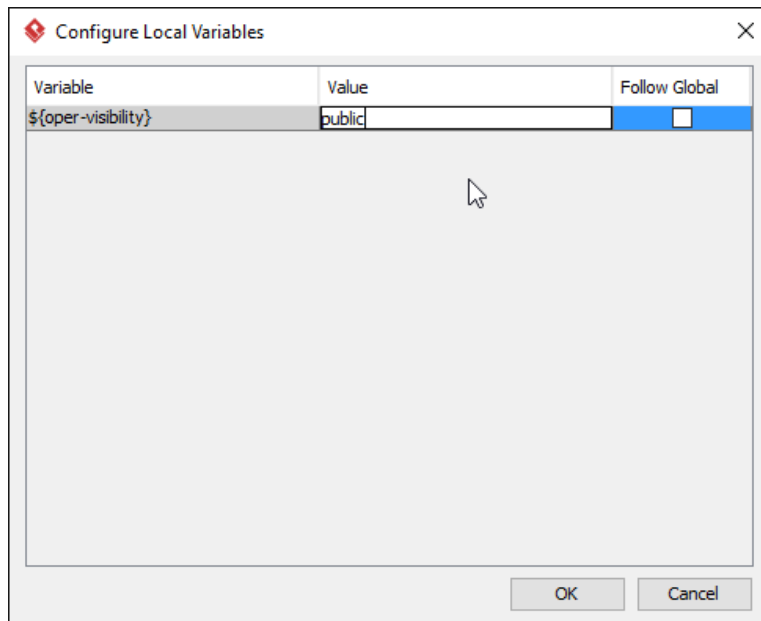 Configure Local Variables
Variable Value Follow Global
${oper-visibility} public
OK Cancel